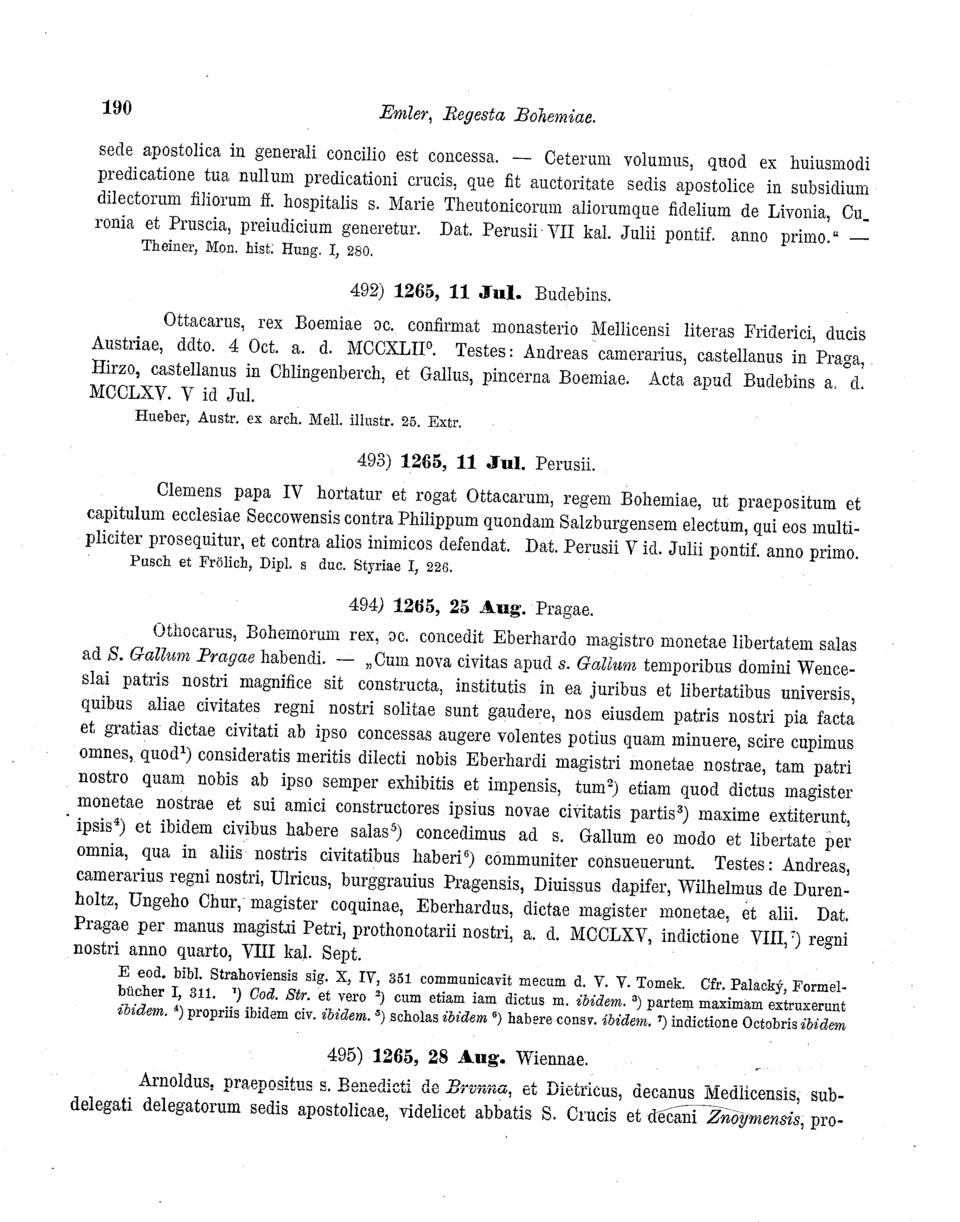 190
Emler, Regesta Bohemiae.
sede apostolica in generali concilio est concessa. — Ceterum volumus, quod ex huiusmodi
predicatione tua nullum predicationi crucis, que fit auctoritate sedis apostolice in subsidium
dilectorum filiorum ff. hospitalis s. Marie Theutonicorum aliorumque fidelium de Livonia, Cu-
ronia et Pruscia, preiudicium generetur. Dat. Perusii VII kal. Julii pontif. anno primo.“ —
Theiner, Mon. hist. Hung. I, 280.
492) 1265, 11 Jul. Budebins.
Ottacarus, rex Boemiae ɔc. confirmat monasterio Mellicensi literas Friderici, ducis
Austriae, ddto. 4 Oct. a. d. MCCXLII⁰. Testes: Andreas camerarius, castellanus in Praga,
Hirzo, castellanus in Chlingenberch, et Gallus, pincerna Boemiae. Acta apud Budebins a. d.
MCCLXV. V id Jul.
Hueber, Austr. ex arch. Mell. illustr. 25. Extr.
493) 1265, 11 Jul. Perusii.
Clemens papa IV hortatur et rogat Ottacarum, regem Bohemiae, ut praepositum et
capitulum ecclesiae Seccowensis contra Philippum quondam Salzburgensem electum, qui eos multi-
pliciter prosequitur, et contra alios inimicos defendat. Dat. Perusii V id. Julii pontif. anno primo.
Pusch et Frölich, Dipl. s duc. Styriae I, 226.
494) 1265, 25 Aug. Pragae.
Othocarus, Bohemorum rex, ɔc. concedit Eberhardo magistro monetae libertatem salas
ad S. Gallum Pragae habendi. — „Cum nova civitas apud s. Gallum temporibus domini Wence-
slai patris nostri magnifice sit constructa, institutis in ea juribus et libertatibus universis,
quibus aliae civitates regni nostri solitae sunt gaudere, nos eiusdem patris nostri pia facta
et gratias dictae civitati ab ipso concessas augere volentes potius quam minuere, scire cupimus
omnes, quod¹) consideratis meritis dilecti nobis Eberhardi magistri monetae nostrae, tam patri
nostro quam nobis ab ipso semper exhibitis et impensis, tum²) etiam quod dictus magister
monetae nostrae et sui amici constructores ipsius novae civitatis partis³) maxime extiterunt,
ipsis⁴) et ibidem civibus habere salas⁵) concedimus ad s. Gallum eo modo et libertate per
omnia, qua in aliis nostris civitatibus haberi⁶) communiter consueuerunt. Testes: Andreas,
camerarius regni nostri, Ulricus, burggrauius Pragensis, Diuissus dapifer, Wilhelmus de Duren-
holtz, Ungeho Chur, magister coquinae, Eberhardus, dictae magister monetae, et alii. Dat.
Pragae per manus magistri Petri, prothonotarii nostri, a. d. MCCLXV, indictione VIII,⁷) regni
nostri anno quarto, VIII kal. Sept.
E eod. bibl. Strahoviensis sig. X, IV, 351 communicavit mecum d. V. V. Tomek. Cfr. Palacký, Formel-
bücher I, 311. ¹) Cod. Str. et vero ²) cum etiam iam dictus m. ibidem. ³) partem maximam extruxerunt
ibidem. ⁴) propriis ibidem civ. ibidem. ⁵) scholas ibidem ⁶) habere consv. ibidem. ⁷) indictione Octobris ibidem
495) 1265, 28 Aug. Wiennae.
Arnoldus, praepositus s. Benedicti de Brvnna, et Dietricus, decanus Medlicensis, sub-
delegati delegatorum sedis apostolicae, videlicet abbatis S. Crucis et decani Znoymensis, pro-